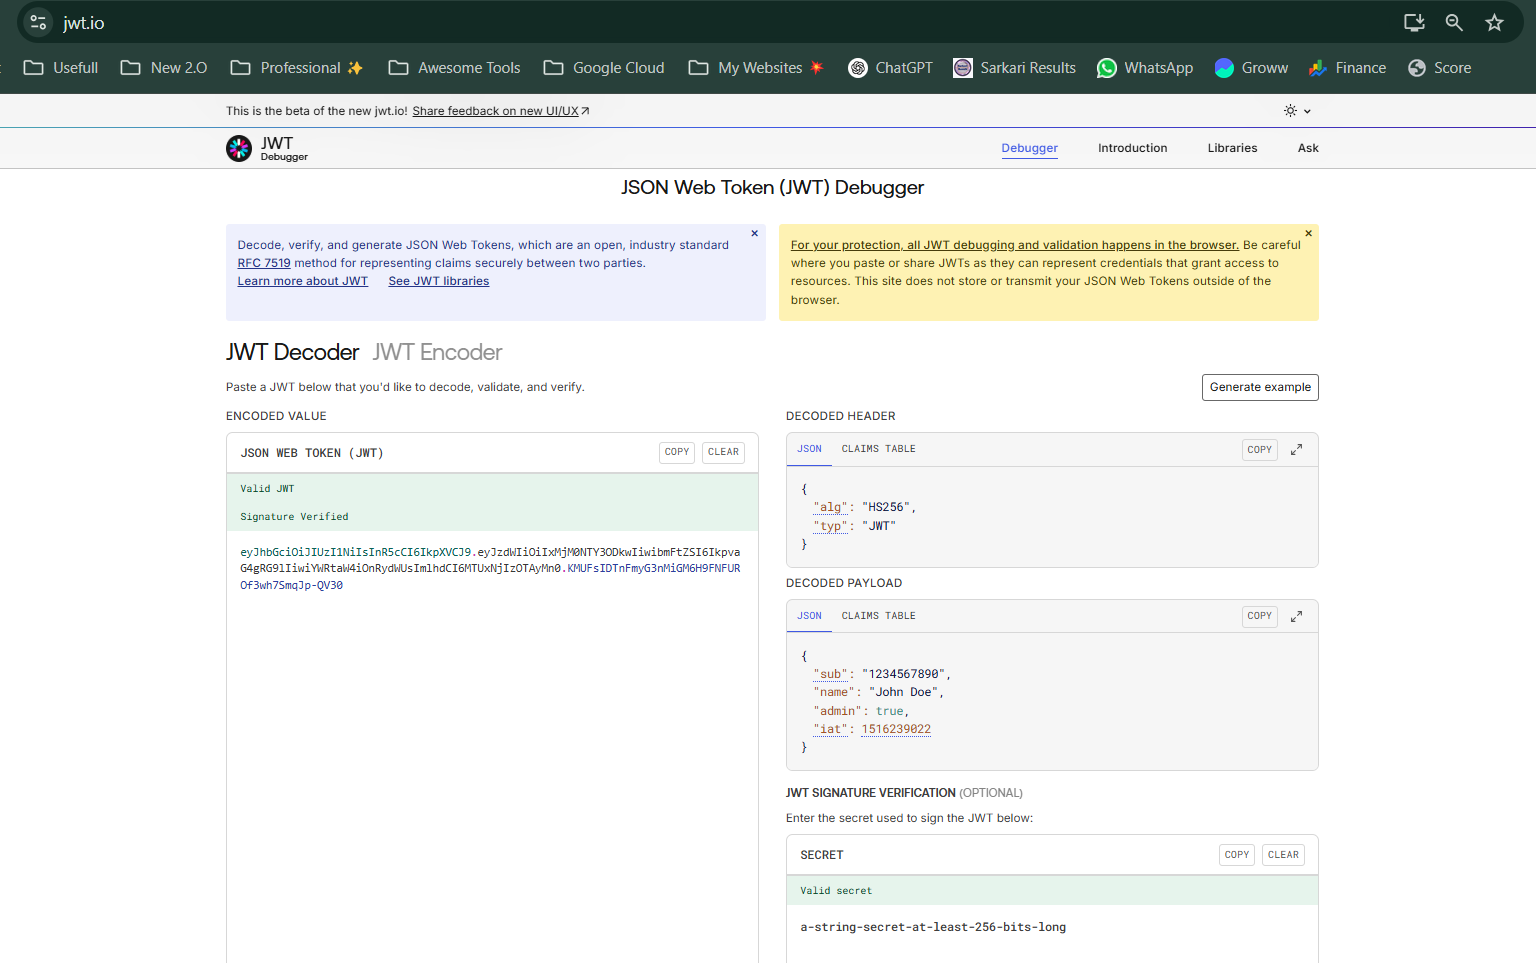 jwt.io
Usefull New 2.O Professional ✨ Awesome Tools Google Cloud My Websites 💥 ChatGPT Sarkari Results WhatsApp Groww Finance Score
This is the beta of the new jwt.io! Share feedback on new UI/UX
JWT
Debugger
Debugger Introduction Libraries Ask
JSON Web Token (JWT) Debugger
Decode, verify, and generate JSON Web Tokens, which are an open, industry standard
RFC 7519 method for representing claims securely between two parties.
Learn more about JWT See JWT libraries
For your protection, all JWT debugging and validation happens in the browser. Be careful
where you paste or share JWTs as they can represent credentials that grant access to
resources. This site does not store or transmit your JSON Web Tokens outside of the
browser.
JWT Decoder JWT Encoder
Paste a JWT below that you'd like to decode, validate, and verify.
Generate example
ENCODED VALUE
JSON WEB TOKEN (JWT) COPY CLEAR
Valid JWT
Signature Verified
eyJhbGciOiJIUzI1NiIsInR5cCI6IkpXVCJ9.eyJzdWIiOiIxMjM0NTY3ODkwIiwibmFtZSI6Ikpva
G4gRG9lIiwiYWRtaW4iOnRydWUsImlhdCI6MTUxNjIzOTAyMn0.KMUFsIDTnFmyG3nMiGM6H9FNFUR
Of3wh7SmqJp-QV30
DECODED HEADER
JSON CLAIMS TABLE COPY
{
"alg": "HS256",
"typ": "JWT"
}
DECODED PAYLOAD
JSON CLAIMS TABLE COPY
{
"sub": "1234567890",
"name": "John Doe",
"admin": true,
"iat": 1516239022
}
JWT SIGNATURE VERIFICATION (OPTIONAL)
Enter the secret used to sign the JWT below:
SECRET COPY CLEAR
Valid secret
a-string-secret-at-least-256-bits-long